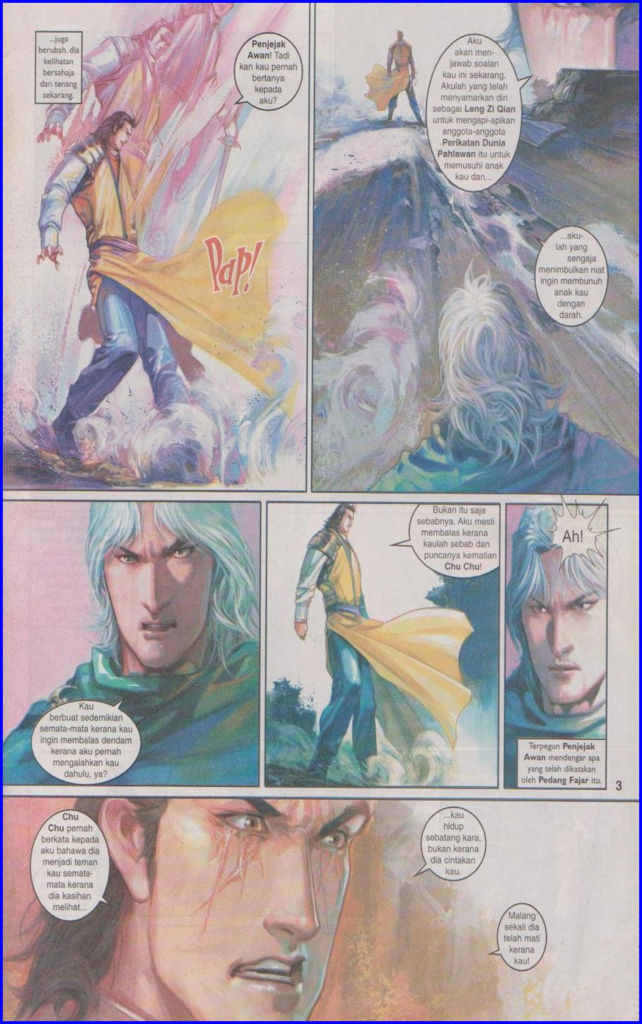 ...juga
berubah. dia
kelihatan
bersahaja
dan tenang
sekarang.
Penjejak
Awan! Tadi
kan kau pernah
bertanya
kepada
aku?
Pap!
Aku
akan men-
jawab soalan
kau ini sekarang.
Akulah yang telah
menyamarkan diri
sebagai Leng Zi Qian
untuk mengapi-apikan
anggota-anggota
Perikatan Dunia
Pahlawan itu untuk
memusuhi anak
kau dan...
...aku-
lah yang
sengaja
menimbulkan niat
ingin membunuh
anak kau
dengan
darah.
Kau
berbuat sedemikian
semata-mata kerana kau
ingin membalas dendam
kerana aku pernah
mengalahkan kau
dahulu, ya?
Bukan itu saja
sebabnya. Aku mesti
membalas kerana
kaulah sebab dan
puncanya kematian
Chu Chu!
Ah!
Terpegun Penjejak
Awan mendengar apa
yang telah dikatakan
oleh Pedang Fajar itu.
3
Chu
Chu pernah
berkata kepada
aku bahawa dia
menjadi teman
kau semata-
mata kerana
dia kasihan
melihat...
...kau
hidup
sebatang kara,
bukan kerana
dia cintakan
kau.
Malang
sekali dia
telah mati
kerana
kau!